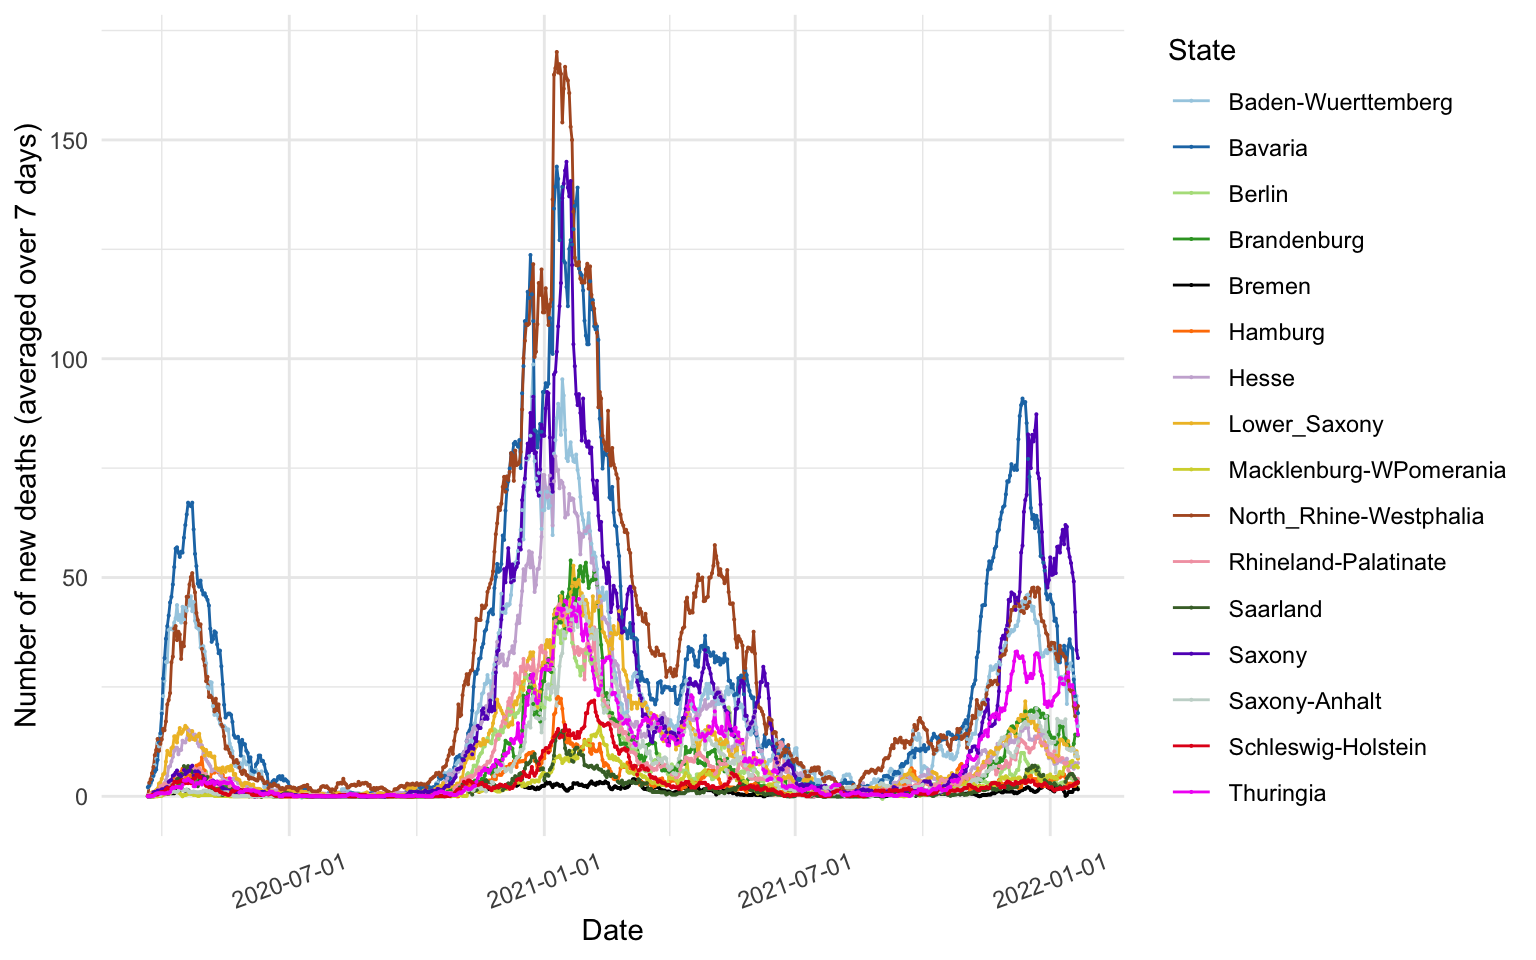 Number of new deaths (averaged over 7 days)
150
100
50
0
2020-07-01
2021-01-01
2021-07-01
2022-01-01
Date
State
Baden-Wuerttemberg
Bavaria
Berlin
Brandenburg
Bremen
Hamburg
Hesse
Lower_Saxony
Macklenburg-WPomerania
North_Rhine-Westphalia
Rhineland-Palatinate
Saarland
Saxony
Saxony-Anhalt
Schleswig-Holstein
Thuringia